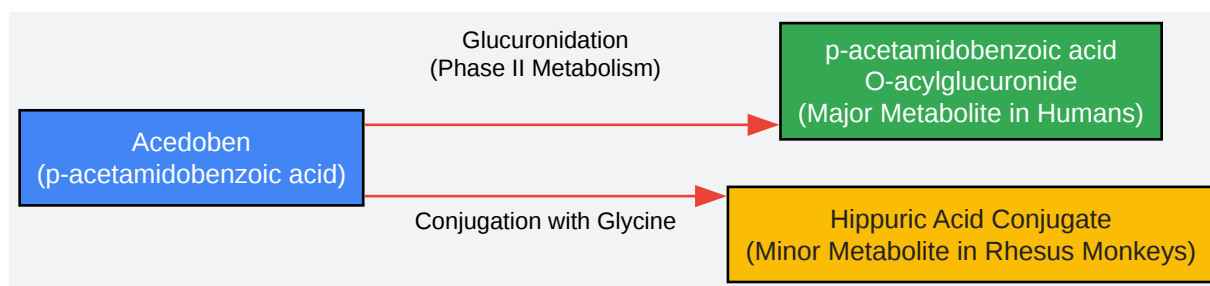 Glucuronidation
(Phase II Metabolism)
p-acetamidobenzoic acid
O-acylglucuronide
(Major Metabolite in Humans)
Acedoben
(p-acetamidobenzoic acid)
Conjugation with Glycine
Hippuric Acid Conjugate
(Minor Metabolite in Rhesus Monkeys)